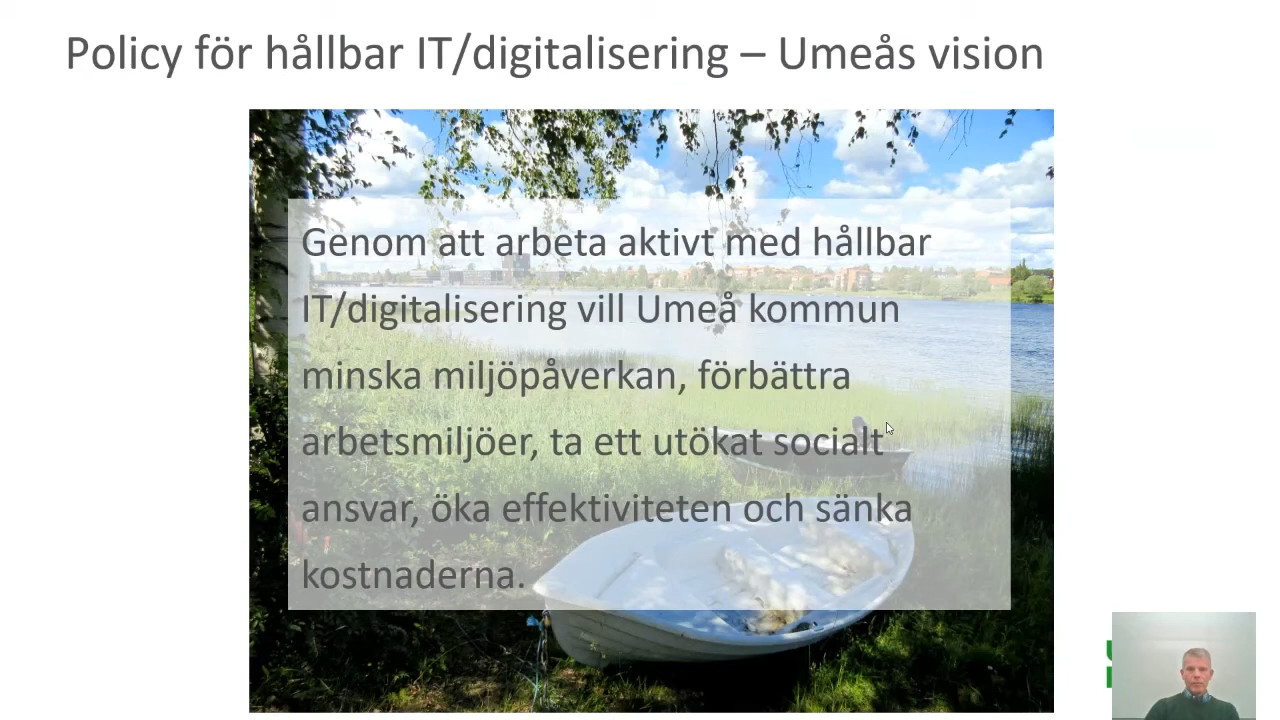 Policy för hållbar IT/digitalisering – Umeås vision
Genom att arbeta aktivt med hållbar
IT/digitalisering vill Umeå kommun
minska miljöpåverkan, förbättra
arbetsmiljöer, ta ett utökat socialt
ansvar, öka effektiviteten och sänka
kostnaderna.